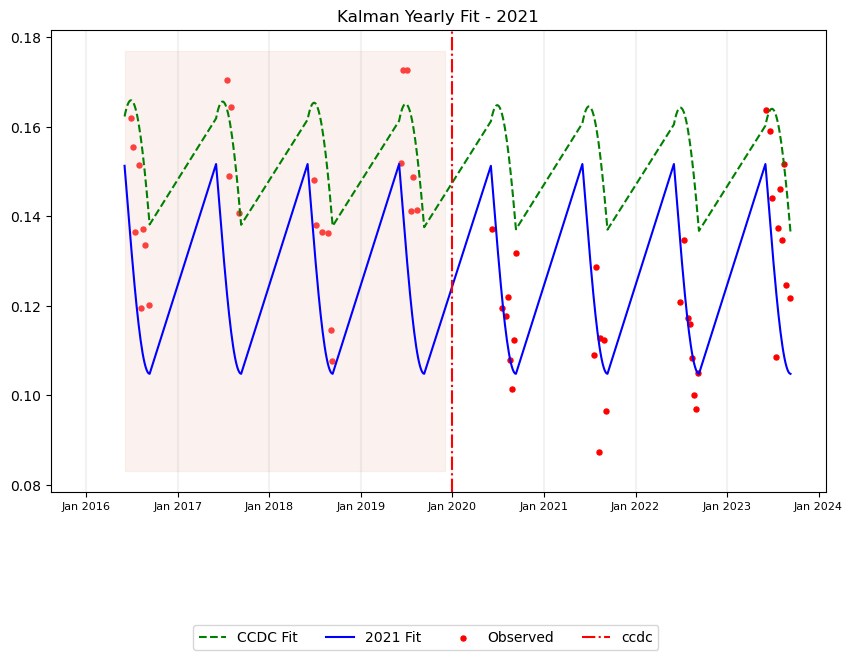 Kalman Yearly Fit - 2021
0.18
0.16
0.14
0.12
0.10
0.08
Jan 2016 Jan 2017 Jan 2018 Jan 2019 Jan 2020 Jan 2021 Jan 2022 Jan 2023 Jan 2024
CCDC Fit 2021 Fit Observed ccdc